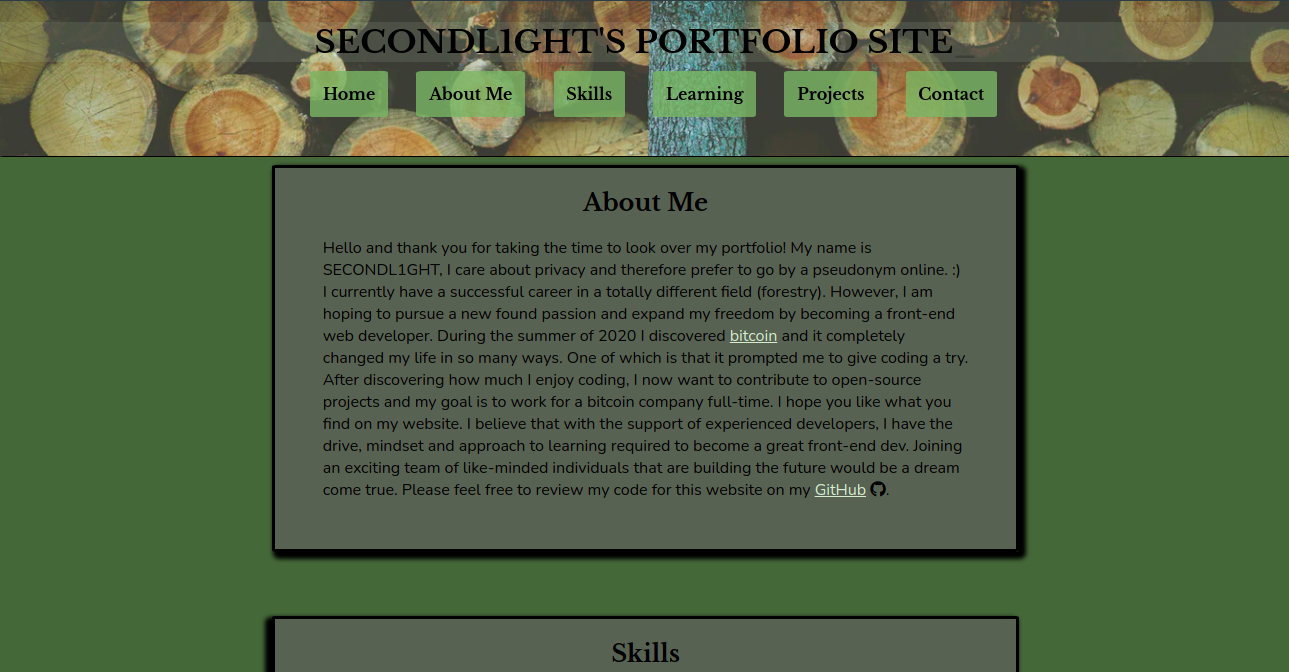 SECONDL1GHT'S PORTFOLIO SITE
Home About Me Skills Learning Projects Contact
About Me
Hello and thank you for taking the time to look over my portfolio! My name is
SECONDL1GHT, I care about privacy and therefore prefer to go by a pseudonym online. :)
I currently have a successful career in a totally different field (forestry). However, I am
hoping to pursue a new found passion and expand my freedom by becoming a front-end
web developer. During the summer of 2020 I discovered bitcoin and it completely
changed my life in so many ways. One of which is that it prompted me to give coding a try.
After discovering how much I enjoy coding, I now want to contribute to open-source
projects and my goal is to work for a bitcoin company full-time. I hope you like what you
find on my website. I believe that with the support of experienced developers, I have the
drive, mindset and approach to learning required to become a great front-end dev. Joining
an exciting team of like-minded individuals that are building the future would be a dream
come true. Please feel free to review my code for this website on my GitHub .
Skills